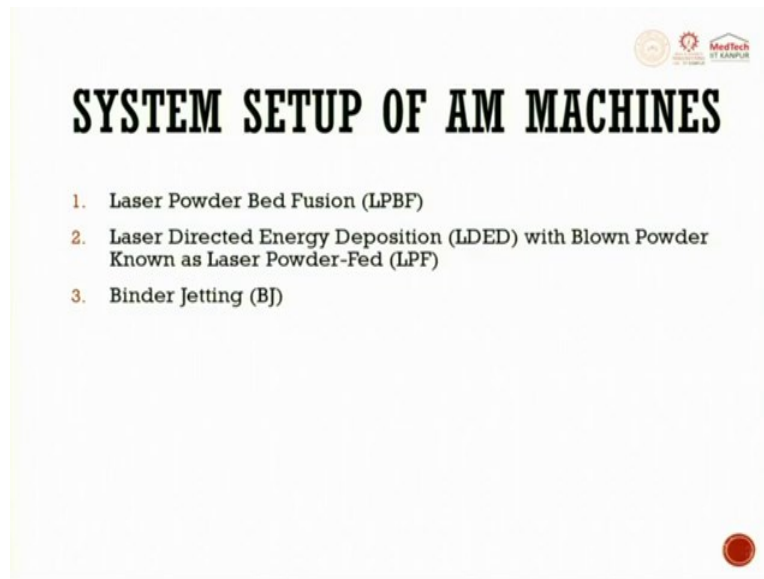 MedTech
IIT KANPUR
SYSTEM SETUP OF AM MACHINES
1. Laser Powder Bed Fusion (LPBF)
2. Laser Directed Energy Deposition (LDED) with Blown Powder
Known as Laser Powder-Fed (LPF)
3. Binder Jetting (BJ)